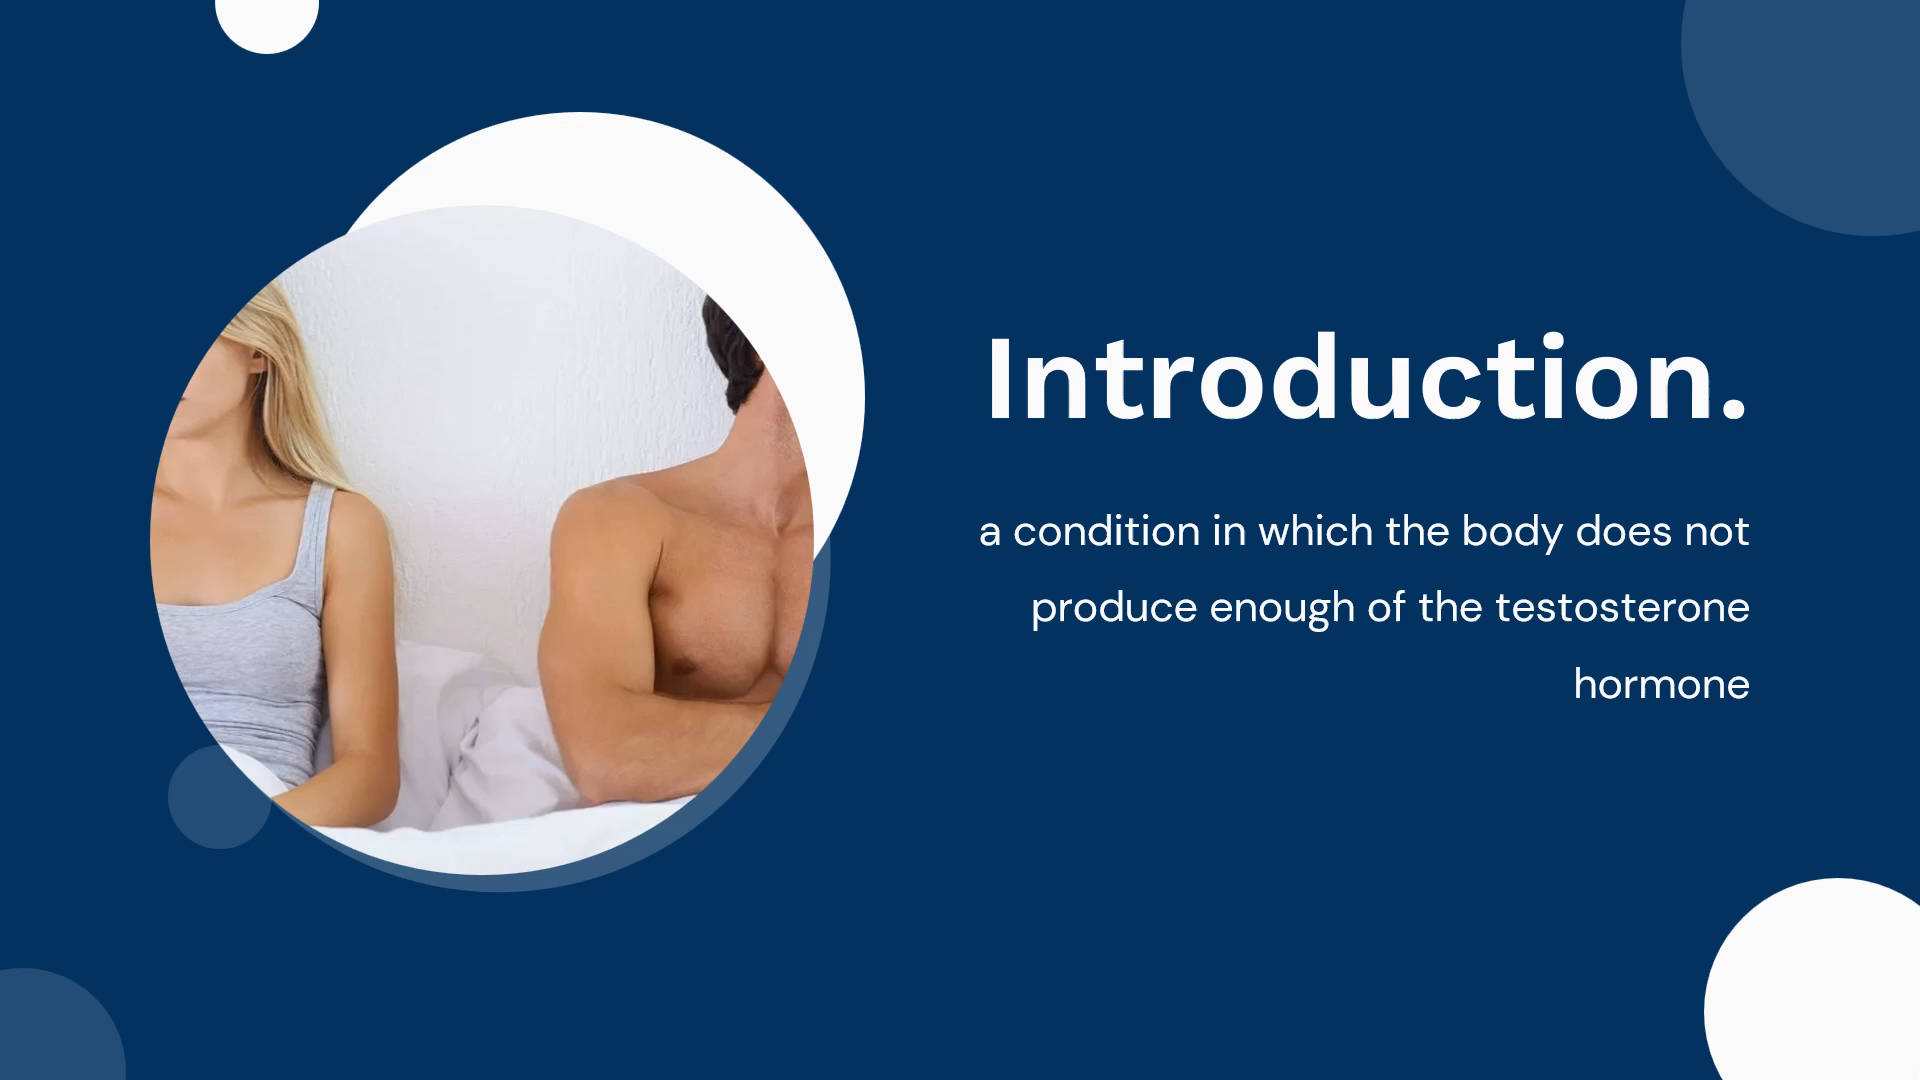 Introduction.
a condition in which the body does not
produce enough of the testosterone
hormone